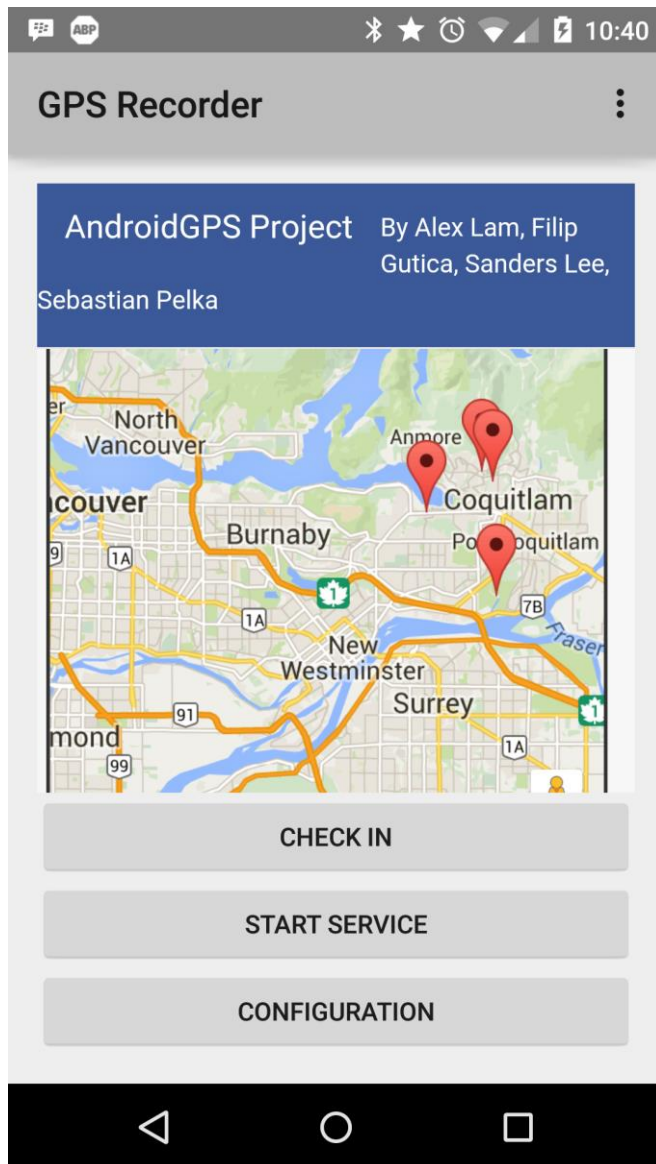 ABP
10:40
GPS Recorder
AndroidGPS Project
By Alex Lam, Filip
Gutica, Sanders Lee,
Sebastian Pelka
er
North
Vancouver
Anmore
ncouver
Coquitlam
Burnaby
Po oquitlam
9
1A
1
1A
7B
New
Westminster
Fraser
Surrey
91
1
mond
1A
99
CHECK IN
START SERVICE
CONFIGURATION